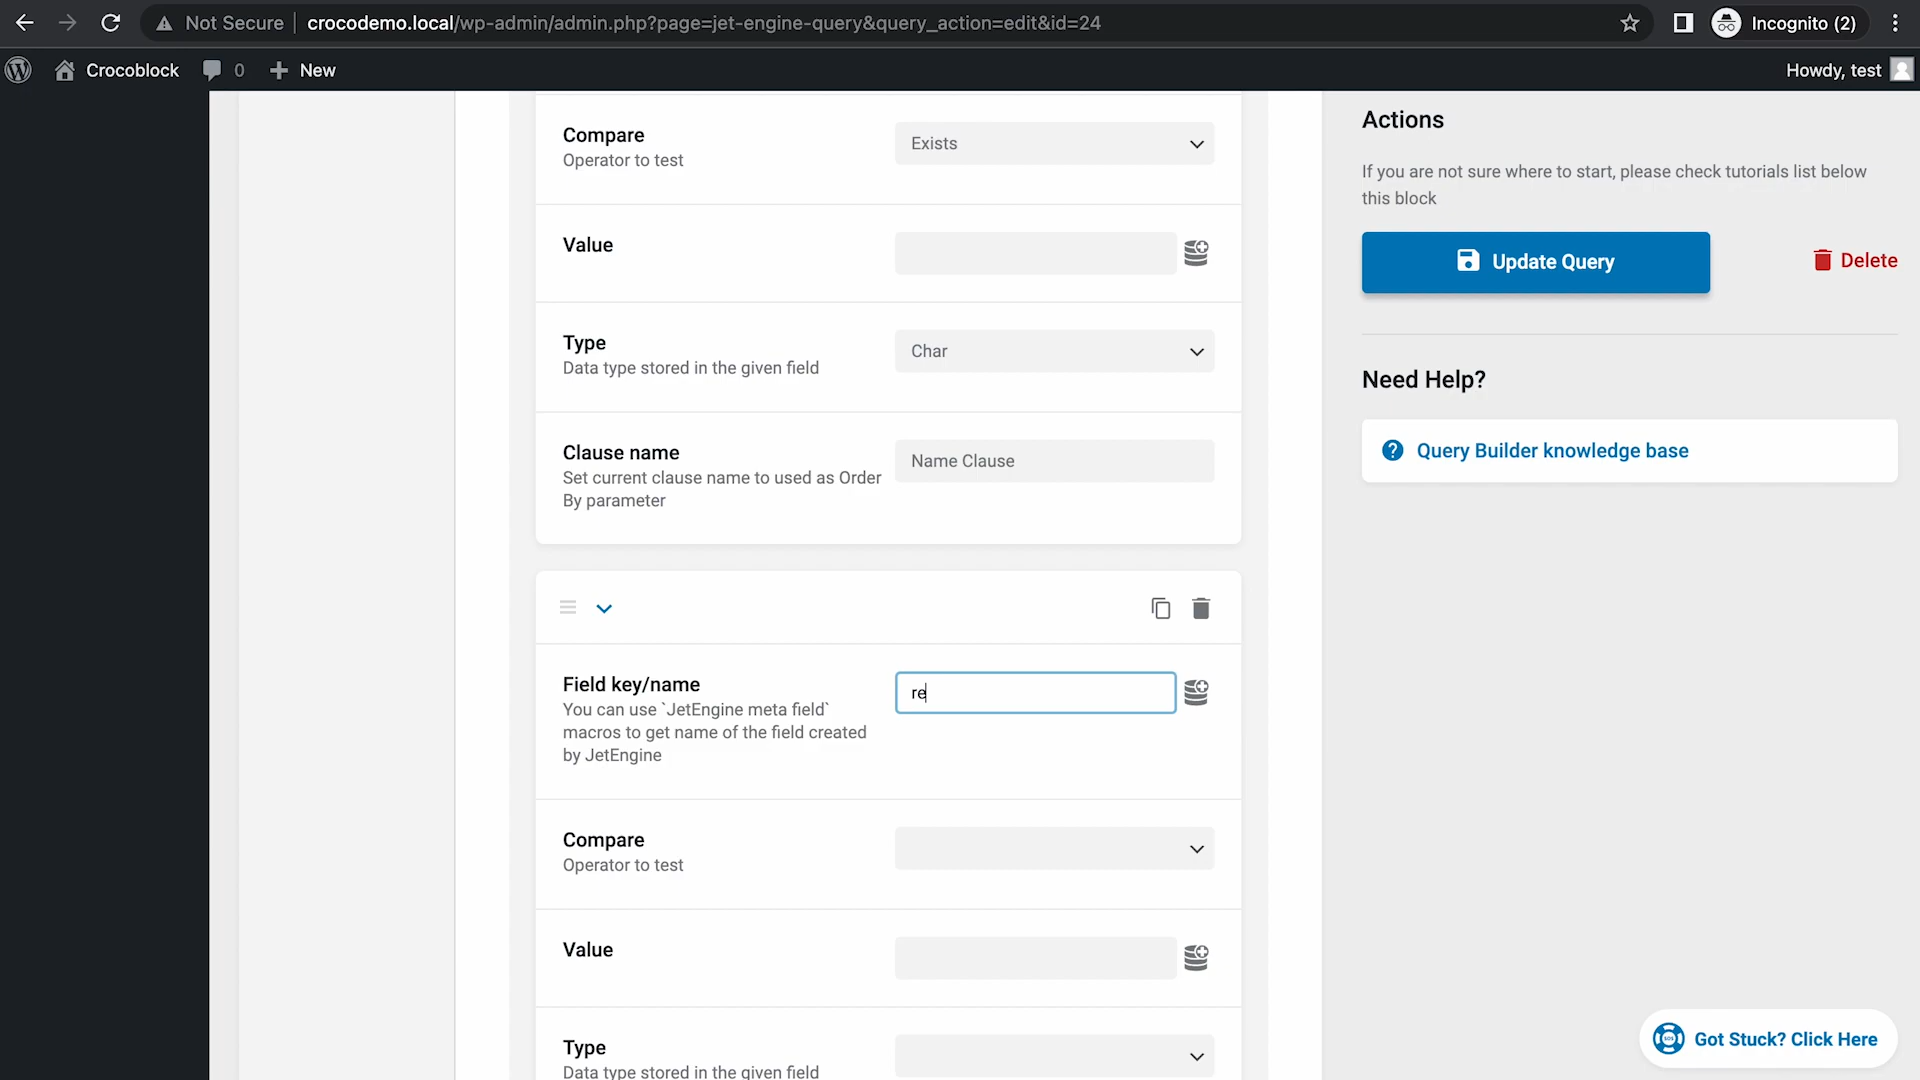 Not Secure
crocodemo.local/wp-admin/admin.php?page=jet-engine-query&query_action=edit&id=24
Incognito (2)
Crocoblock
0
New
Howdy, test
Compare
Operator to test
Exists
Value
Type
Data type stored in the given field
Char
Clause name
Set current clause name to used as Order
By parameter
Name Clause
Field key/name
You can use `JetEngine meta field`
macros to get name of the field created
by JetEngine
re
Compare
Operator to test
Value
Type
Data type stored in the given field
Actions
If you are not sure where to start, please check tutorials list below
this block
Update Query
Delete
Need Help?
Query Builder knowledge base
Got Stuck? Click Here